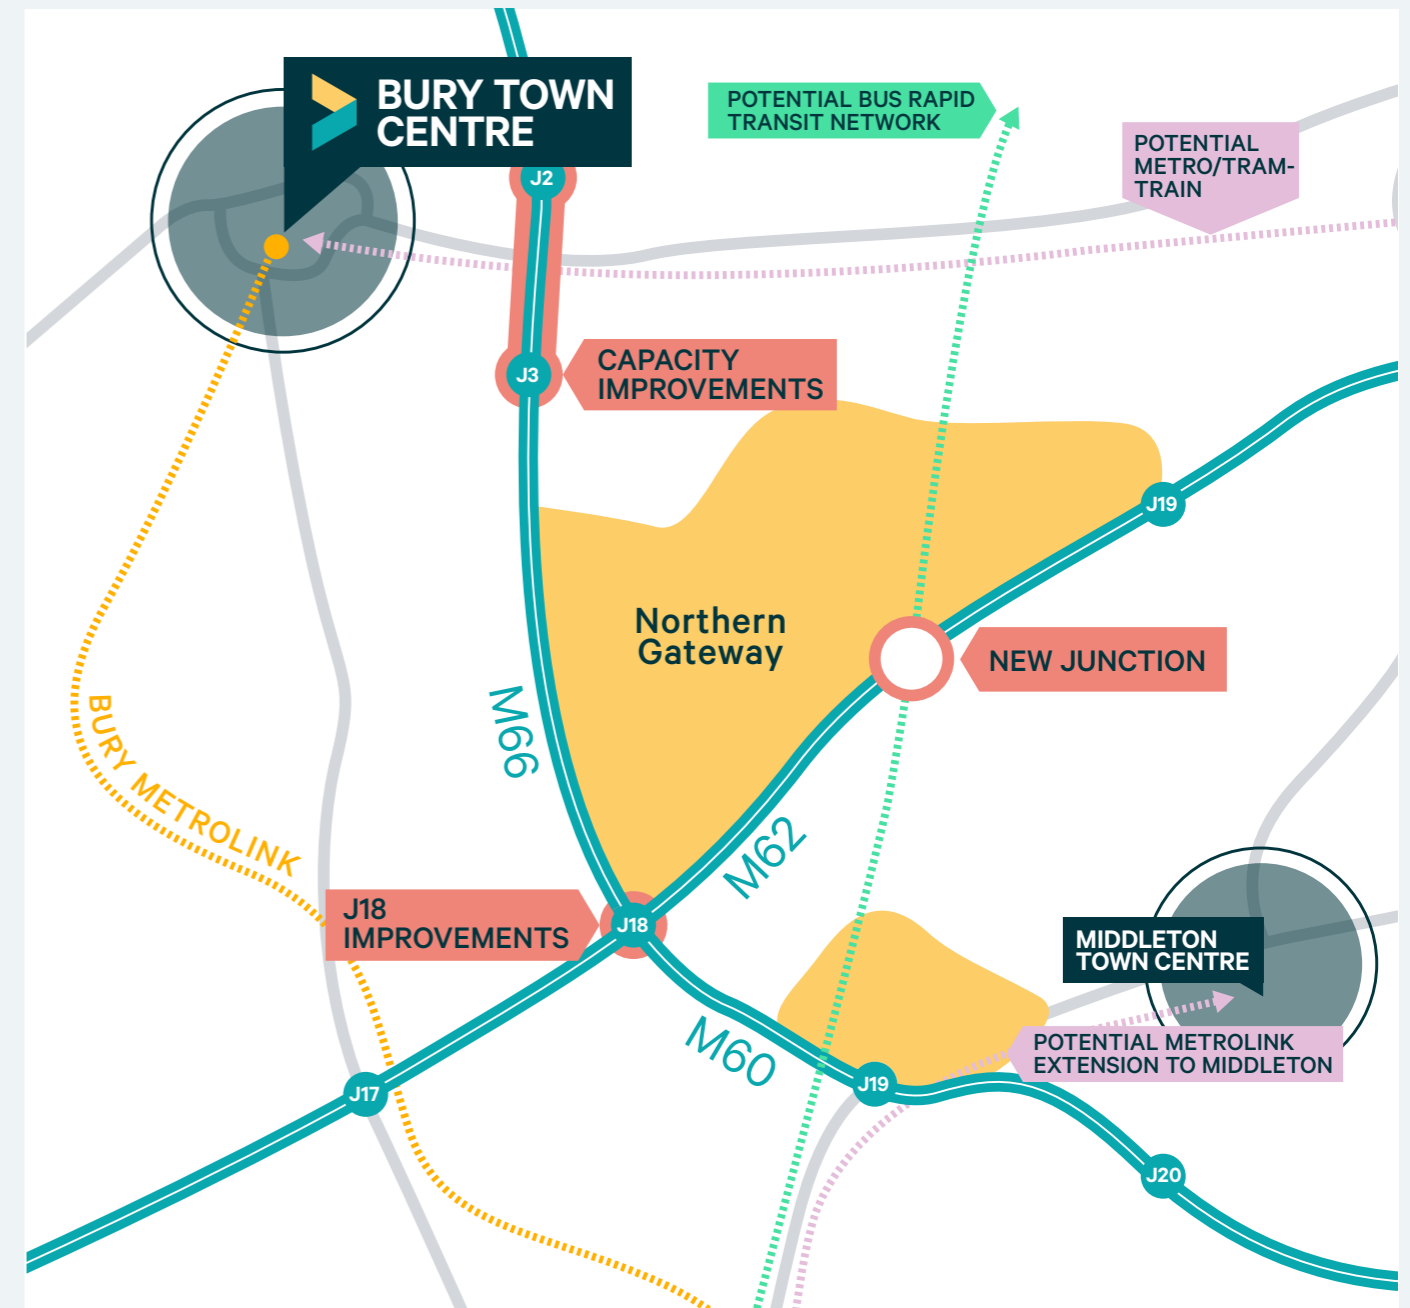 BURY TOWN
CENTRE
POTENTIAL BUS RAPID
TRANSIT NETWORK
POTENTIAL
METRO/TRAM-
TRAIN
J2
J3
CAPACITY
IMPROVEMENTS
J19
Northern
Gateway
NEW JUNCTION
M66
BURY METROLINK
M62
J18
IMPROVEMENTS
J18
MIDDLETON
TOWN CENTRE
M60
POTENTIAL METROLINK
EXTENSION TO MIDDLETON
J19
J17
J20